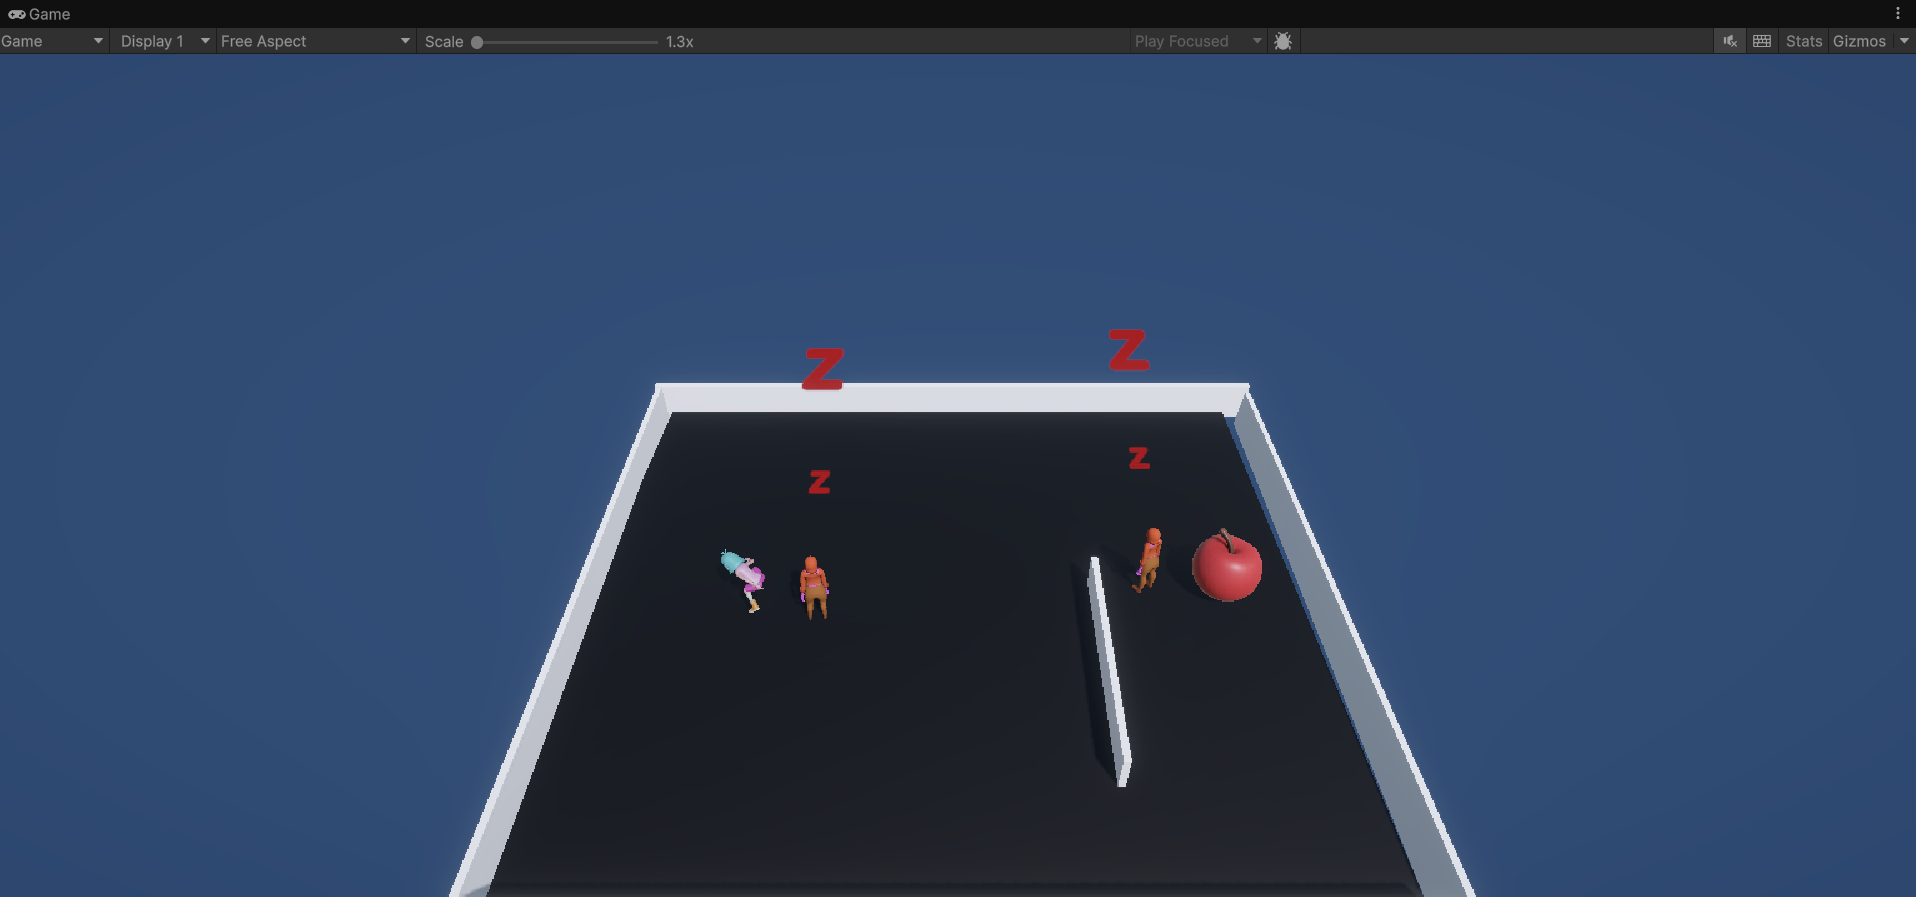 Game
Game Display 1 Free Aspect Scale 1.3x Play Focused Stats Gizmos
Z Z
Z Z